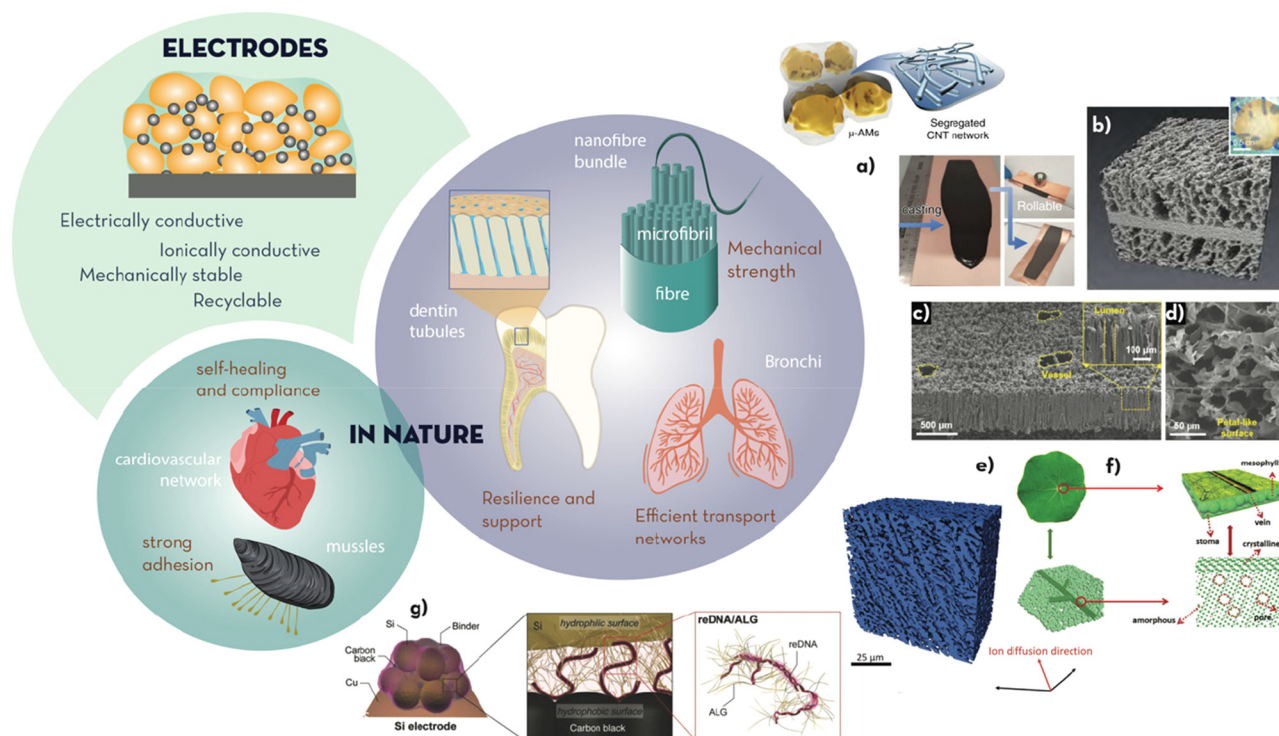 ELECTRODES
Electrically conductive
Ionically conductive
Mechanically stable
Recyclable
IN NATURE
self-healing
and compliance
cardiovascular
network
strong
adhesion
mussles
nanofibre
bundle
microfibril
fibre
Mechanical
strength
dentin
tubules
Bronchi
Resilience and
support
Efficient transport
networks
μ-AMs
Segregated
CNT network
a)
casting
Rollable
b)
c)
Lumen
100 μm
Vessel
500 μm
d)
Petal-like
surface
50 μm
e)
25 μm
f)
mesophyll
vein
stoma
crystalline
amorphous
pore
Ion diffusion direction
g)
Si
Binder
Carbon
black
Cu
Si electrode
Si
hydrophilic surface
hydrophobic surface
Carbon black
reDNA/ALG
reDNA
ALG